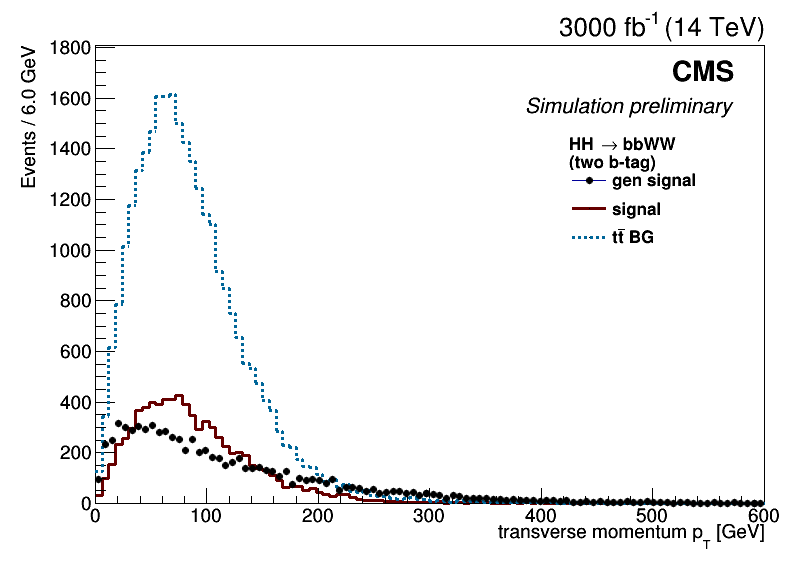 3000 fb-1 (14 TeV)
CMS
Simulation preliminary
HH → bbWW
(two b-tag)
gen signal
signal
tt̄ BG
Events / 6.0 GeV
1800
1600
1400
1200
1000
800
600
400
200
0
0 100 200 300 400 500 600
transverse momentum pT [GeV]